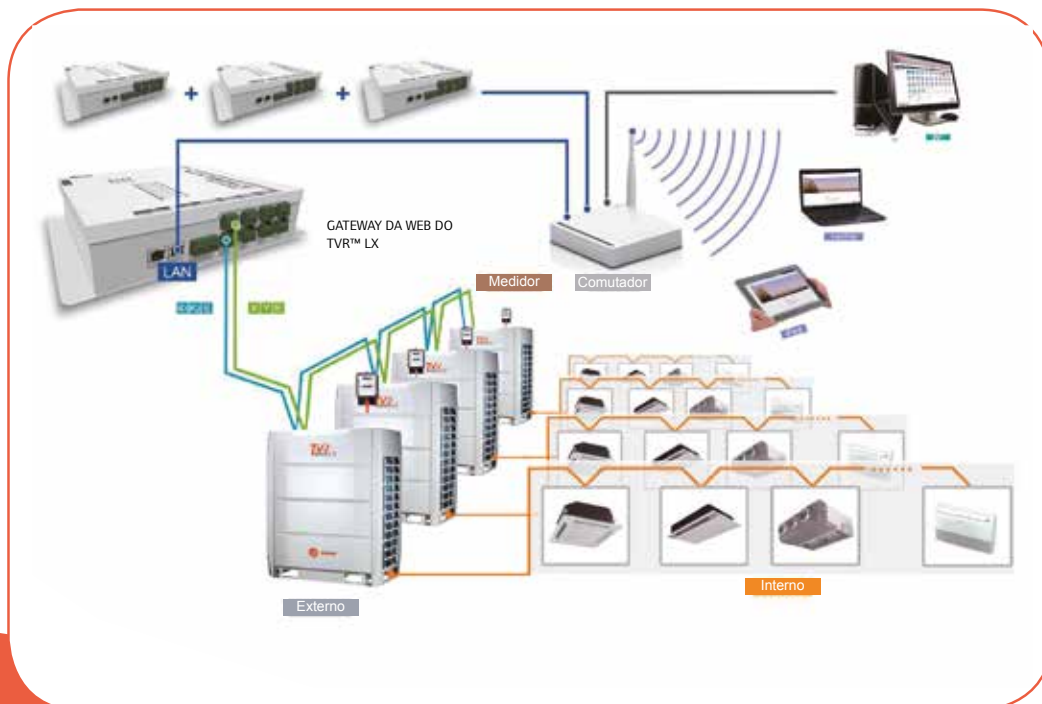 GATEWAY DA WEB DO
TVR™ LX
LAN
Medidor
Comutador
Externo
Interno